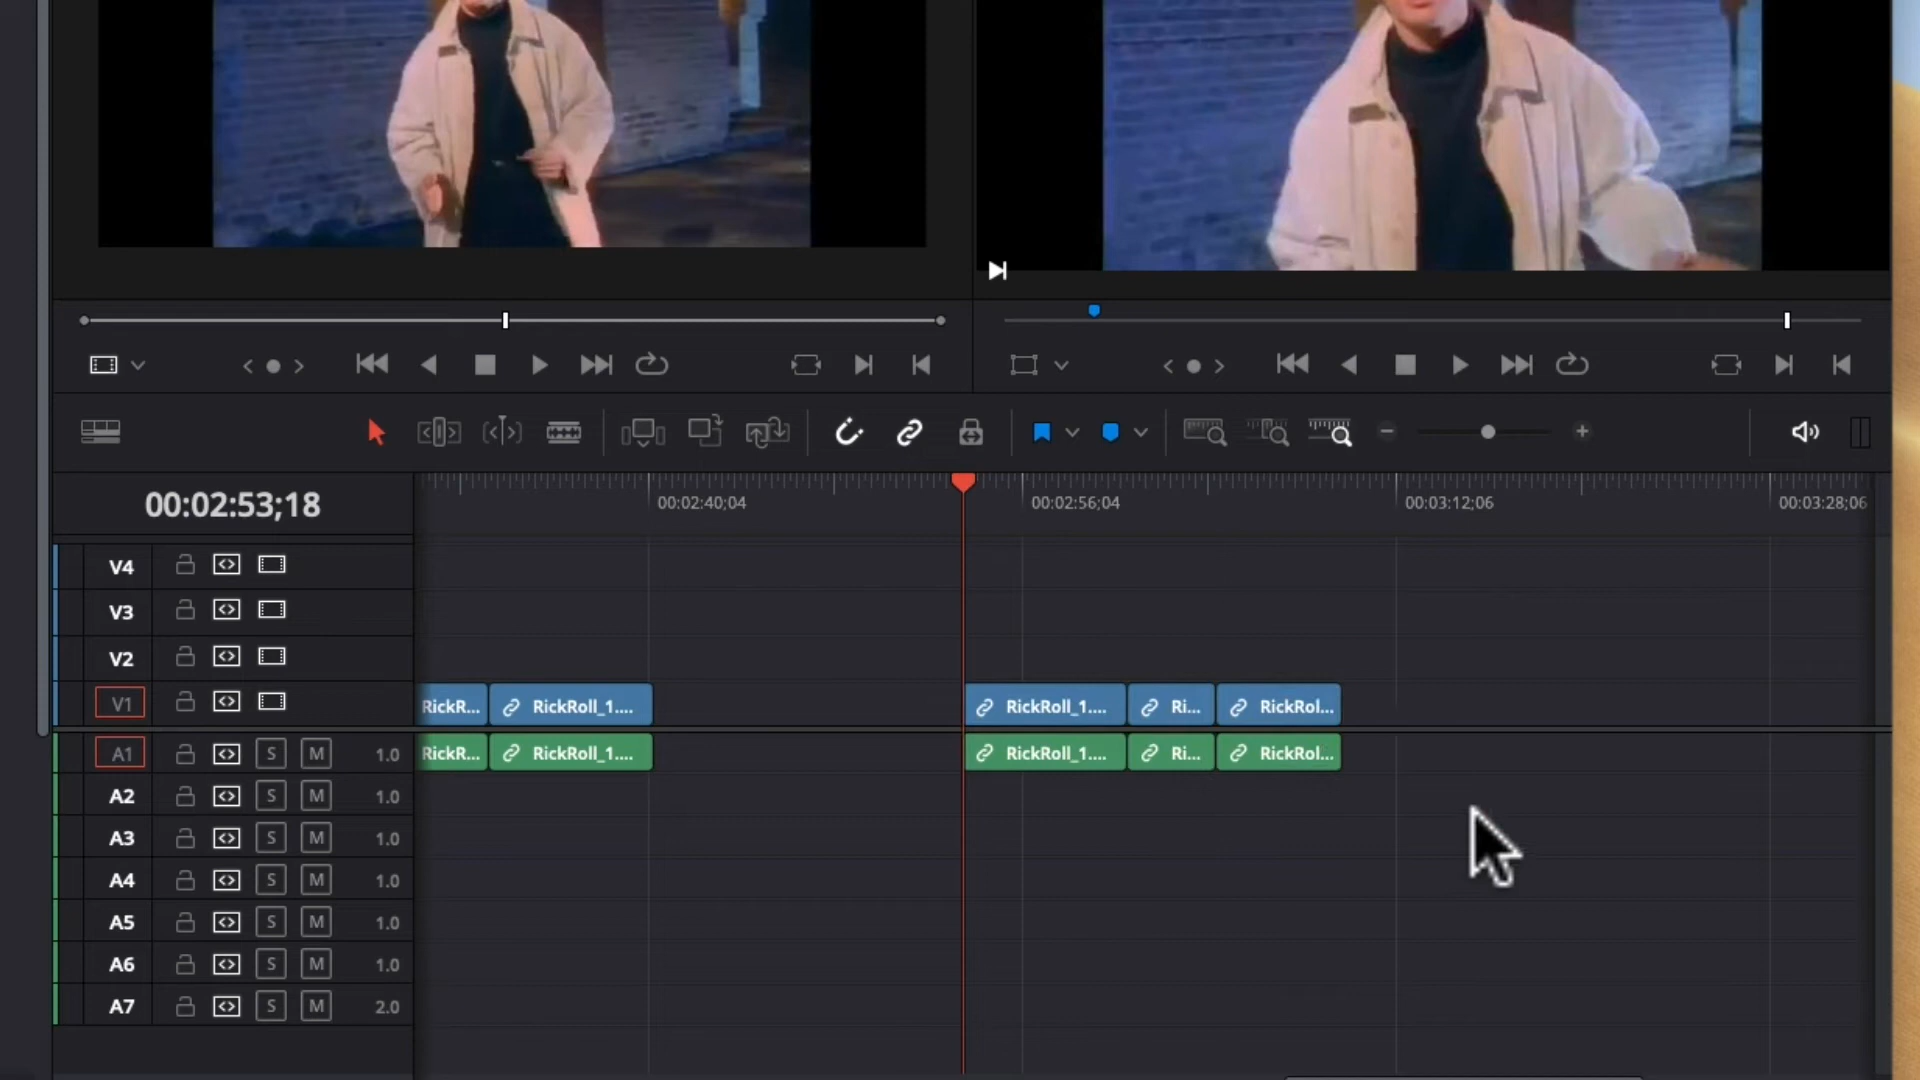 00:02:53;18
00:02:40;04
00:02:56;04
00:03:12;06
00:03:28;06
V4
V3
V2
V1
RickR...
RickRoll_1....
RickRoll_1....
Ri...
RickRol...
A1
S
M
1.0
RickR...
RickRoll_1....
RickRoll_1....
Ri...
RickRol...
A2
S
M
1.0
A3
S
M
1.0
A4
S
M
1.0
A5
S
M
1.0
A6
S
M
1.0
A7
S
M
2.0